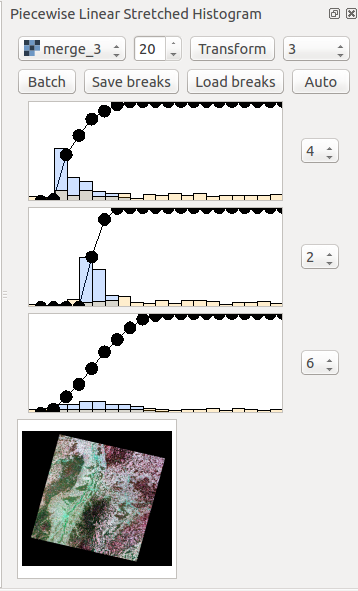 Piecewise Linear Stretched Histogram
merge_3 20 Transform 3
Batch Save breaks Load breaks Auto
4
2
6